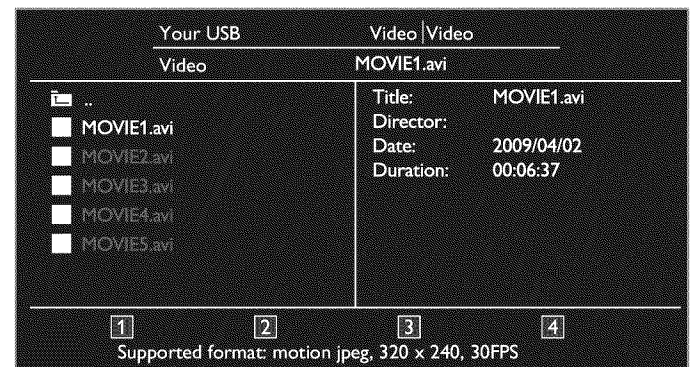 Your USB Video Video
Video MOVIE1.avi
..
MOVIE1.avi
MOVIE2.avi
MOVIE3.avi
MOVIE4.avi
MOVIE5.avi
Title: MOVIE1.avi
Director:
Date: 2009/04/02
Duration: 00:06:37
1 2 3 4
Supported format: motion jpeg, 320 x 240, 30FPS